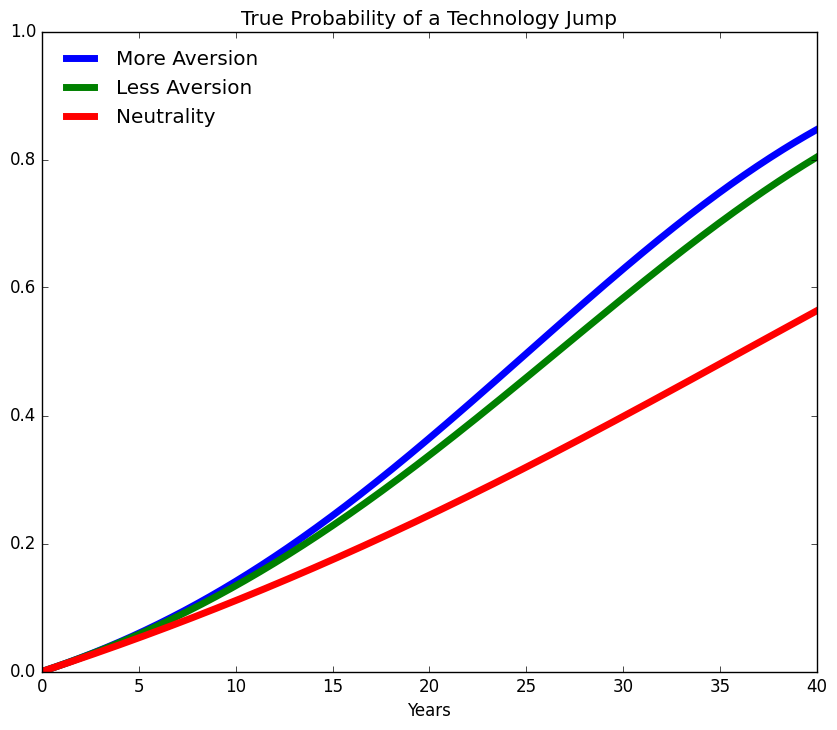 True Probability of a Technology Jump
1.0
More Aversion
Less Aversion
Neutrality
0.8
0.6
0.4
0.2
0.0
0 5 10 15 20 25 30 35 40
Years